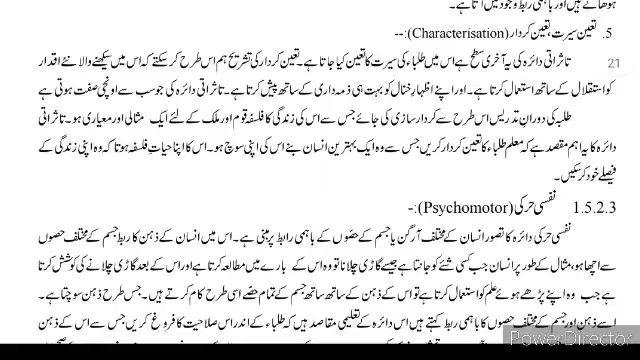 ہوجاتے ہیں اور باہمی ربط وجود میں آتا ہے۔
5. تعین سیرت، تعین کردار (Characterisation):--
تاثراتی دائرہ کی یہ آخری سطح ہے اس میں طلباء کی سیرت کا تعین کیا جاتا ہے۔ تعین کردار کی تشریح ہم اس طرح کرسکتے کہ اس میں سیکھنے والا نئے اقدار
21
کو استقلال کے ساتھ استعمال کرتا ہے۔ اور اپنے اظہارِ خیال کو بہت ہی ذمہ داری کے ساتھ پیش کرتا ہے۔ تاثراتی دائرہ کی جو سب سے اونچی صفت ہوتی ہے
طلبہ کی دورانِ تدریس اس طرح سے کردار سازی کی جائے جس سے اس کی زندگی کا فلسفہ قوم اور ملک کے لئے ایک مثالی اور معیاری ہو۔ تاثراتی
دائرہ کا یہ اہم مقصد ہے کہ معلم طلباء کا تعین کردار کریں جس سے وہ ایک بہترین انسان بنے اس کی اپنی سوچ ہو۔ اس کا اپنا حیاتِ فلسفہ ہوتا کہ وہ اپنی زندگی کے
فیصلے خود کرسکیں۔
1.5.2.3 نفسی حرکی (Psychomotor):-
نفسی حرکی دائرہ کا تصور انسان کے مختلف آرگن یا جسم کے حصّوں کے باہمی رابط پر مبنی ہے۔ اس میں انسان کے ذہن کا ربط جسم کے مختلف حصوں
سے اچھا ہو، مثال کے طور پر انسان جب کسی شئے کو جانتا ہے جیسے گاڑی چلانا تو وہ اس کے بارے میں مطالعہ کرتا ہے اور اس کے بعد گاڑی چلانے کی کوشش کرتا
ہے جب وہ اپنے پڑھے ہوئے علم کو استعمال کرتا ہے تو اس کے ذہن کے ساتھ ساتھ جسم کے تمام حصّے اسی طرح کام کرتے ہیں۔ جس طرح ذہن سوچتا ہے۔
اسے ذہن اور جسم کے مختلف حصوں کا باہمی ربط کہتے ہیں اس دائرہ کے تعلیمی مقاصد ہیں کہ طلباء کے اندر اس صلاحیت کا فروغ کریں جس سے اس کے ذہن
PowerDirector